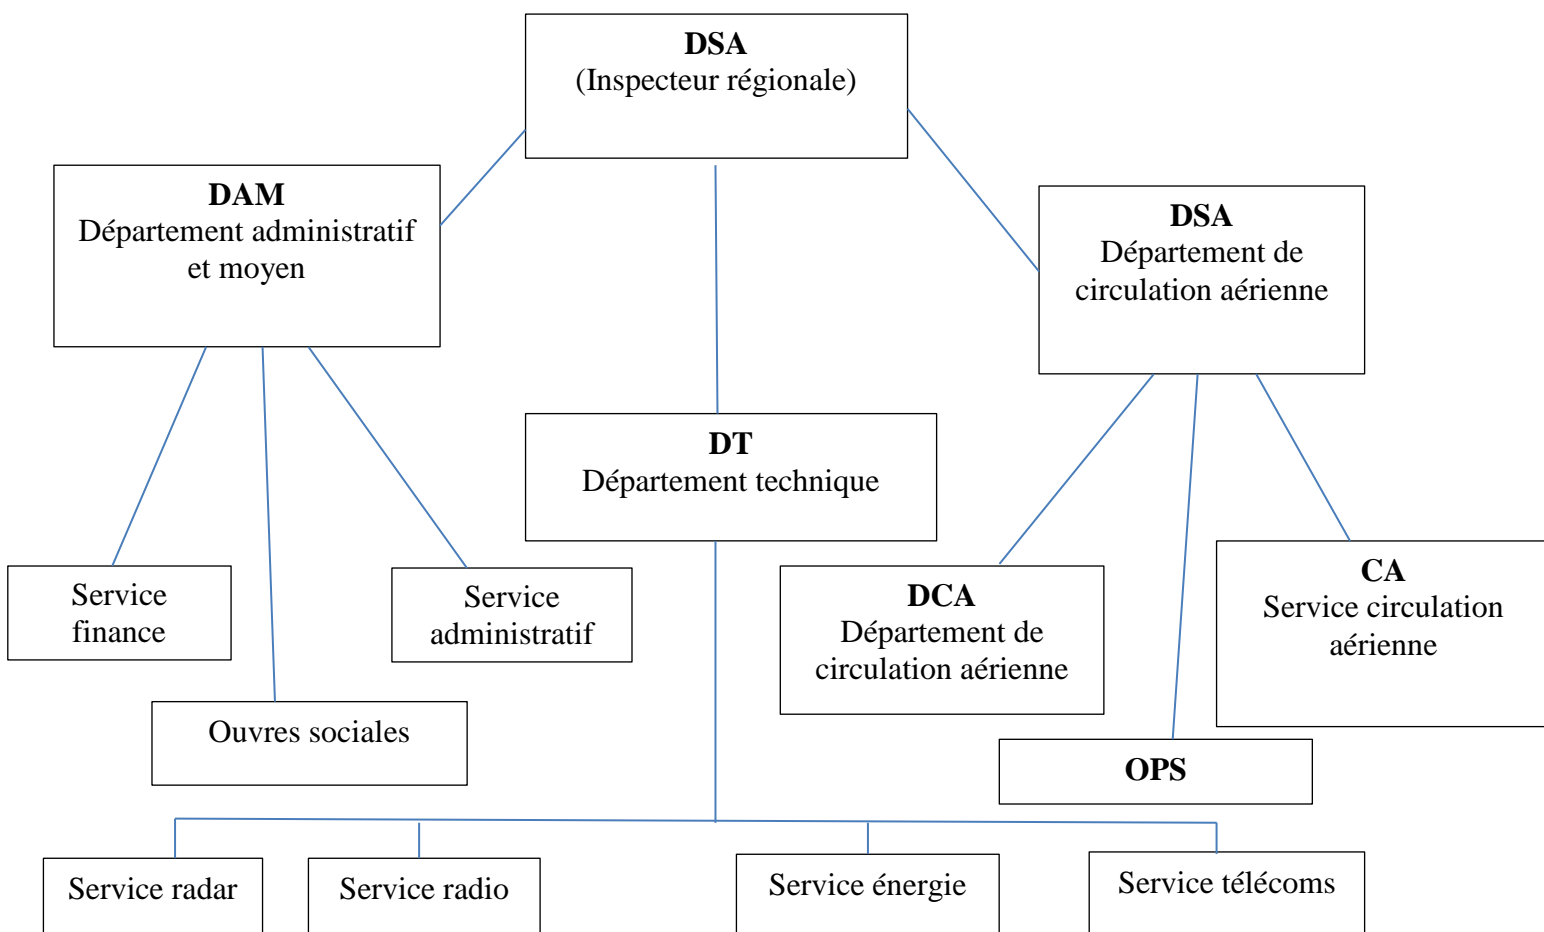 DSA
(Inspecteur régionale)
DAM
Département administratif
et moyen
DSA
Département de
circulation aérienne
DT
Département technique
Service
finance
Service
administratif
DCA
Département de
circulation aérienne
CA
Service circulation
aérienne
Ouvres sociales
OPS
Service radar
Service radio
Service énergie
Service télécoms